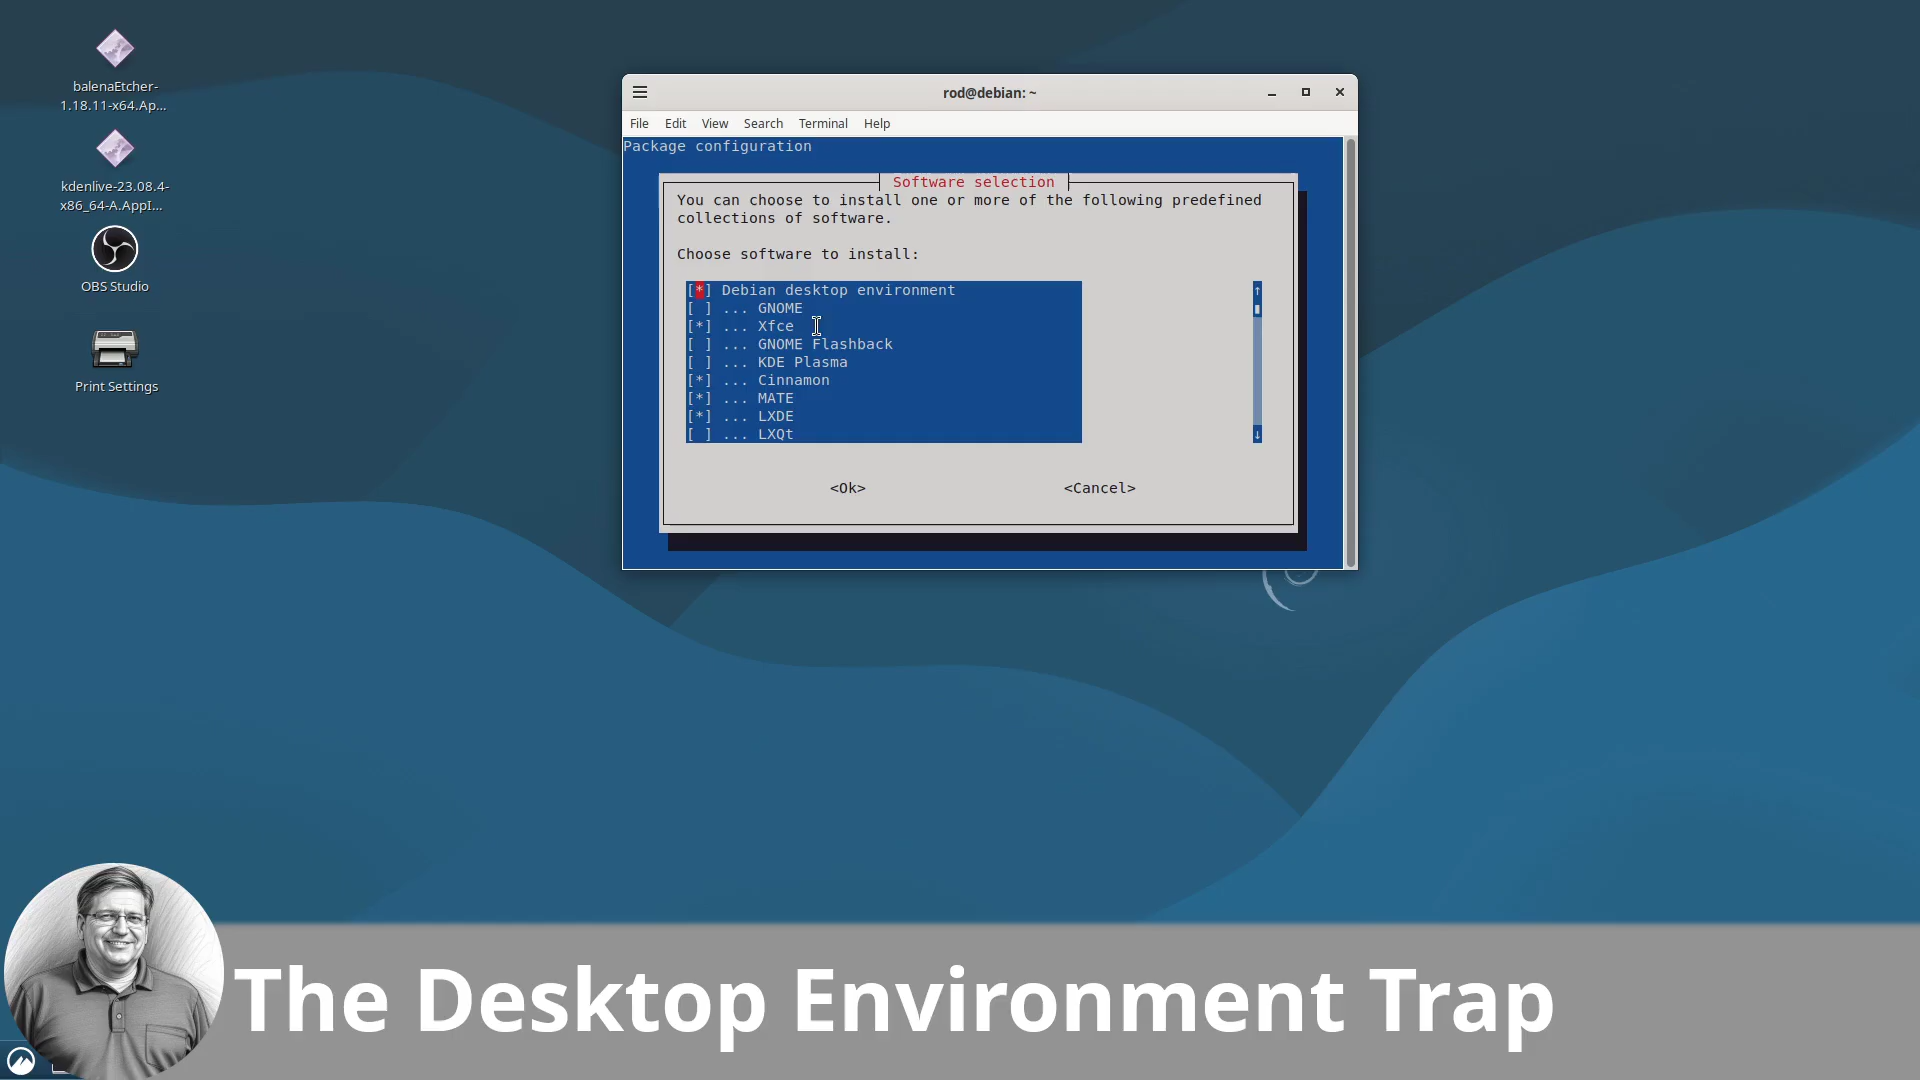 balenaEtcher-
1.18.11-x64.Ap...
kdenlive-23.08.4-
x86_64-A.AppI...
OBS Studio
Print Settings
rod@debian: ~
File Edit View Search Terminal Help
Package configuration
Software selection
You can choose to install one or more of the following predefined
collections of software.
Choose software to install:
[*] Debian desktop environment
[ ] ... GNOME
[*] ... Xfce
[ ] ... GNOME Flashback
[ ] ... KDE Plasma
[*] ... Cinnamon
[*] ... MATE
[*] ... LXDE
[ ] ... LXQt
<Ok> <Cancel>
The Desktop Environment Trap